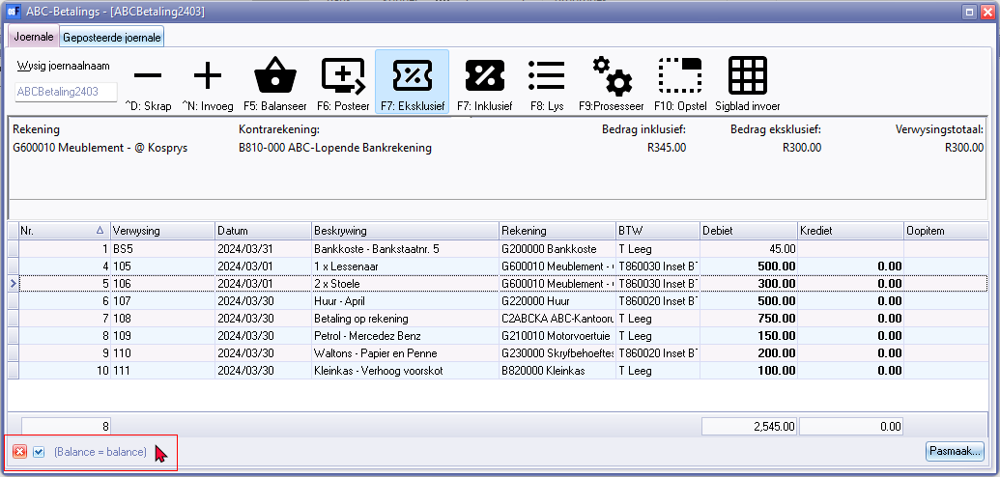 ABC-Betalings - [ABCBetaling2403]
Joernale Geposteerde joernale
Wysig joernaalnaam
ABCBetaling2403
^D: Skrap ^N: Invoeg F5: Balanseer F6: Posteer F7: Eksklusief F7: Inklusief F8: Lys F9:Prosesseer F10: Opstel Sigblad invoer
Rekening Kontrarekening: Bedrag inklusief: Bedrag eksklusief: Verwysingstotaal:
G600010 Meublement - @ Kosprys B810-000 ABC-Lopende Bankrekening R345.00 R300.00 R300.00
Nr. Verwysing Datum Beskrywing Rekening BTW Debiet Krediet Oopitem
1 BS5 2024/03/31 Bankkoste - Bankstaatnr. 5 G200000 Bankkoste T Leeg 45.00
4 105 2024/03/01 1 x Lessenaar G600010 Meublement - T860030 Inset B 500.00 0.00
5 106 2024/03/01 2 x Stoele G600010 Meublement - T860030 Inset B 300.00 0.00
6 107 2024/03/30 Huur - April G220000 Huur T860020 Inset B 500.00 0.00
7 108 2024/03/30 Betaling op rekening C2ABCKA ABC-Kantoor T Leeg 750.00 0.00
8 109 2024/03/30 Petrol - Mercedez Benz G210010 Motorvoertuie T Leeg 150.00 0.00
9 110 2024/03/30 Waltons - Papier en Penne G230000 Skryfbehoeftes T860020 Inset B 200.00 0.00
10 111 2024/03/30 Kleinkas - Verhoog voorskot B820000 Kleinkas T Leeg 100.00 0.00
8 2,545.00 0.00
(Balance = balance) Pasmaak...